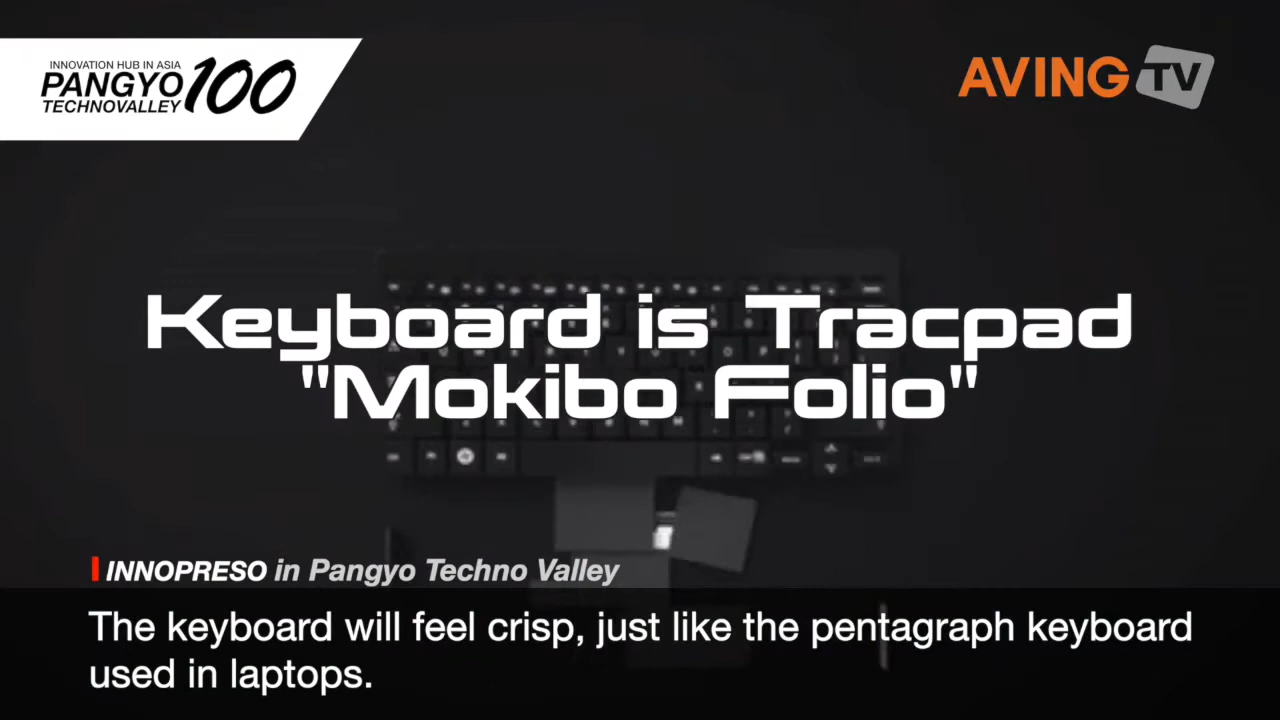 INNOVATION HUB IN ASIA
PANGYO 100
TECHNOVALLEY
AVING TV
Keyboard is Tracpad
"Mokibo Folio"
INNOPRESO in Pangyo Techno Valley
The keyboard will feel crisp, just like the pentagraph keyboard
used in laptops.